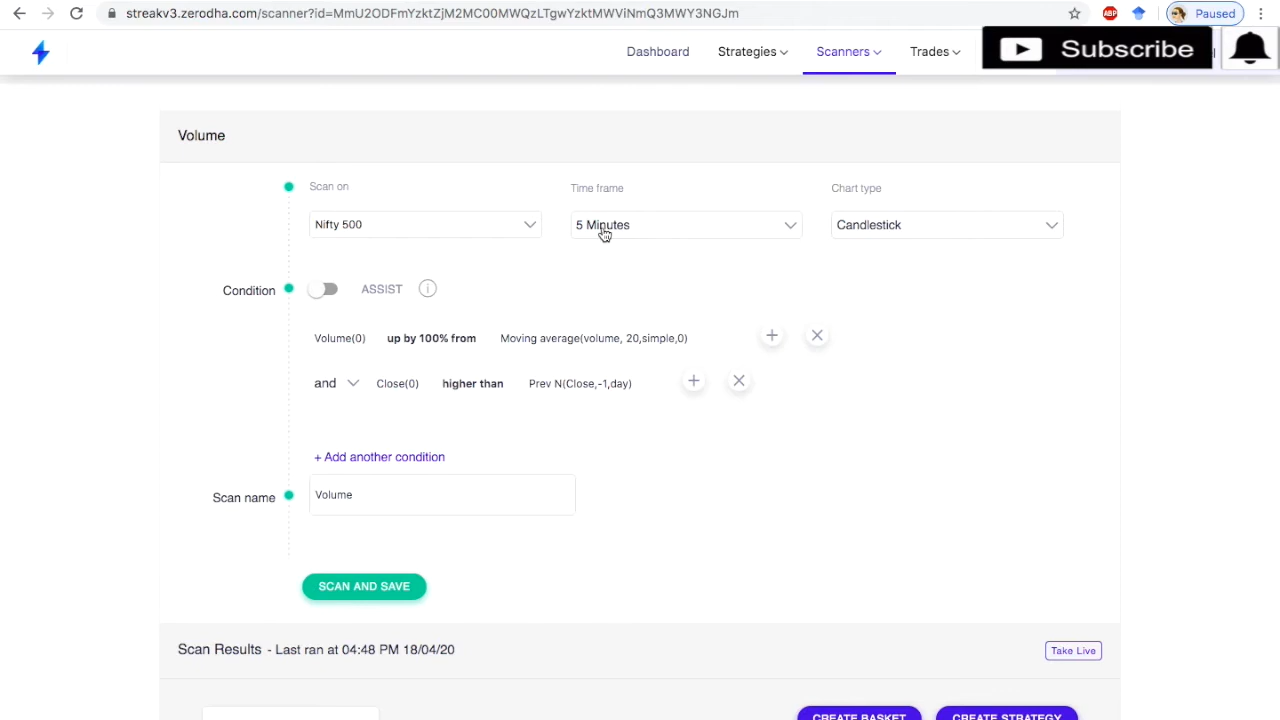 streakv3.zerodha.com/scanner?id=MmU2ODFmYzktZjM2MC00MWQzLTgwYzktMWViNmQ3MWY3NGJm
ABP
Paused
Dashboard Strategies Scanners Trades Subscribe
Volume
Scan on Time frame Chart type
Nifty 500 5 Minutes Candlestick
Condition ASSIST i
Volume(0) up by 100% from Moving average(volume, 20,simple,0)
and Close(0) higher than Prev N(Close,-1,day)
+ Add another condition
Scan name Volume
SCAN AND SAVE
Scan Results - Last ran at 04:48 PM 18/04/20 Take Live
CREATE BASKET CREATE STRATEGY